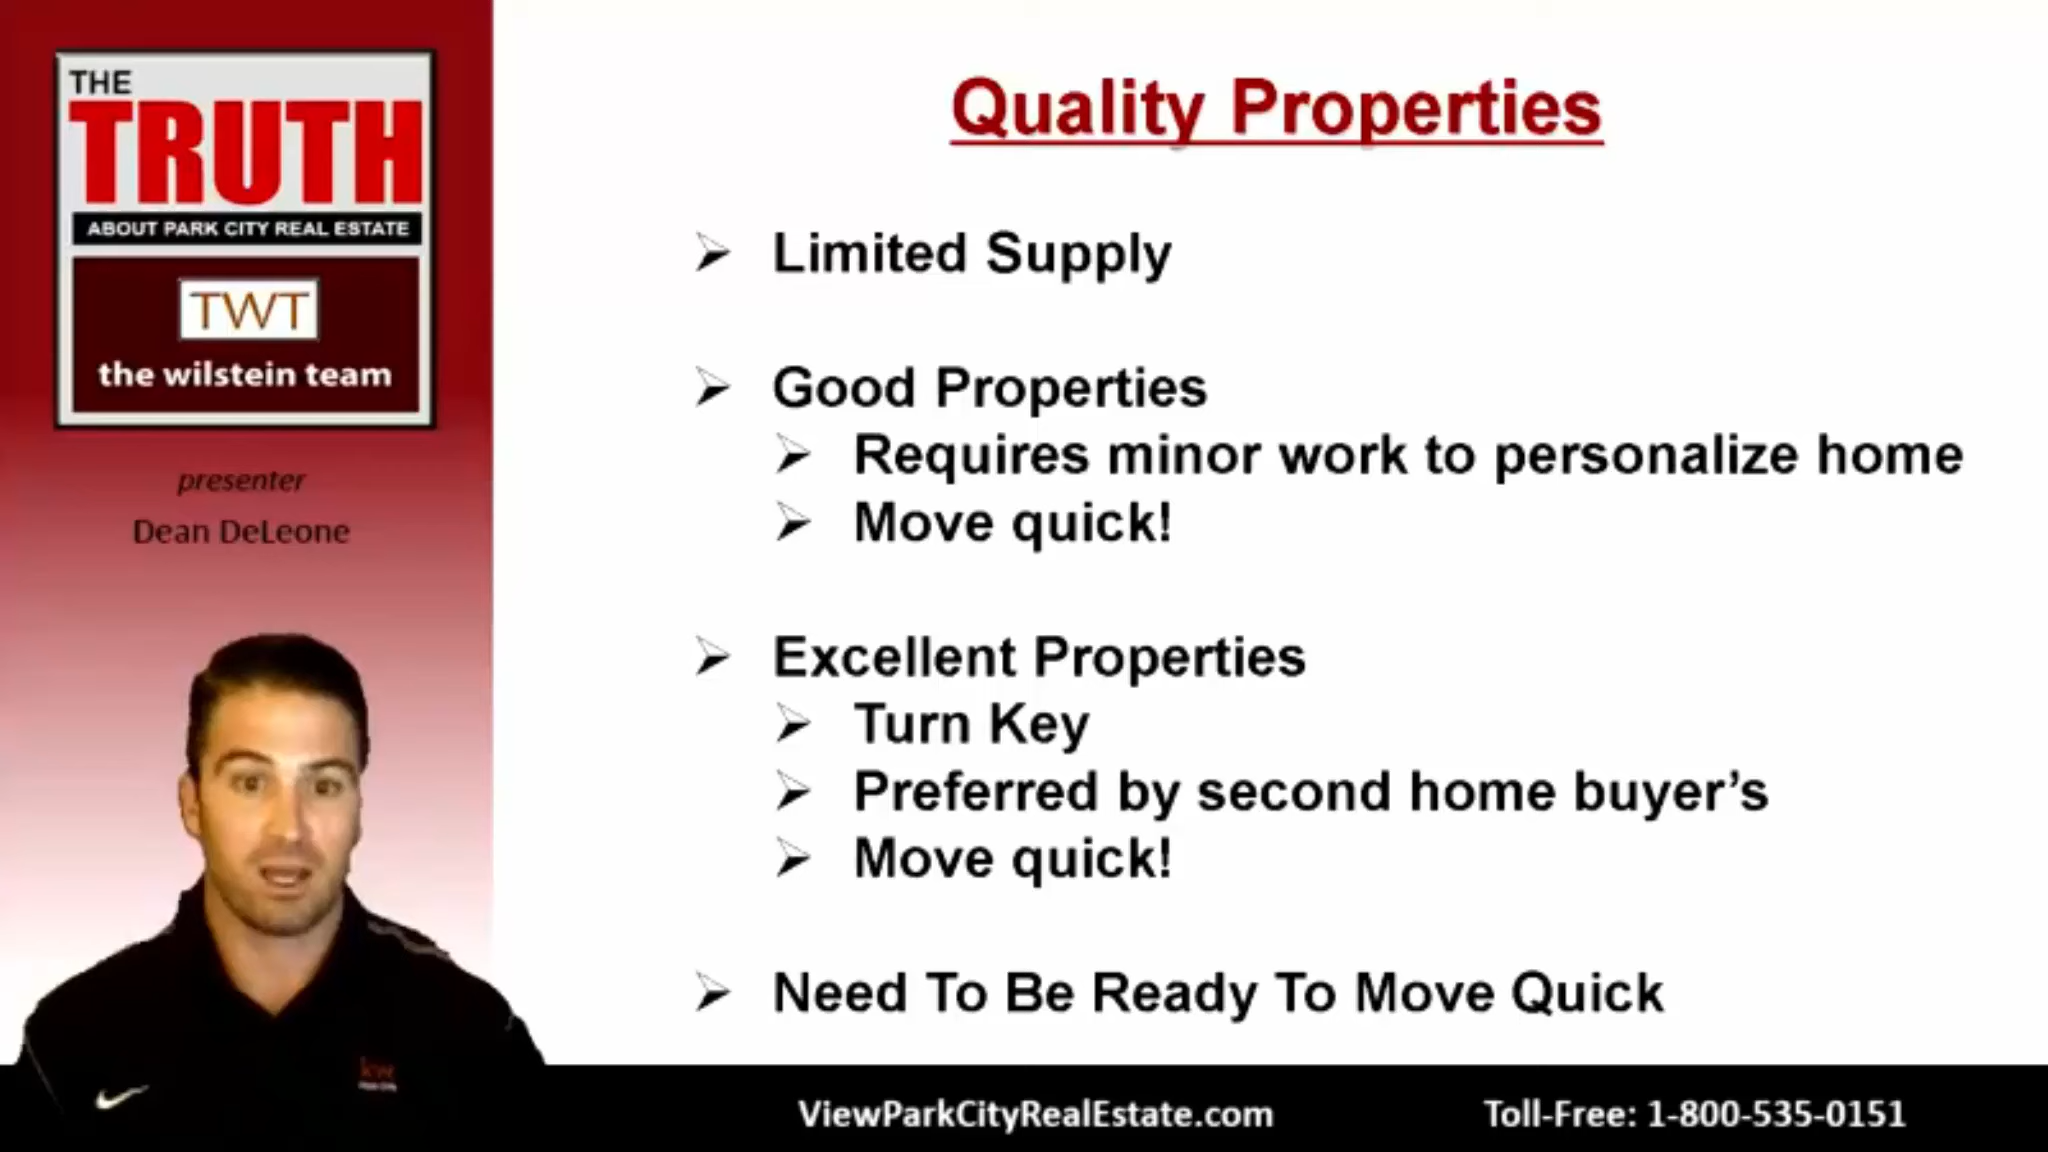 THE
TRUTH
ABOUT PARK CITY REAL ESTATE
TWT
the wilstein team
presenter
Dean DeLeone
Quality Properties
Limited Supply
Good Properties
Requires minor work to personalize home
Move quick!
Excellent Properties
Turn Key
Preferred by second home buyer’s
Move quick!
Need To Be Ready To Move Quick
kw
ViewParkCityRealEstate.com
Toll-Free: 1-800-535-0151